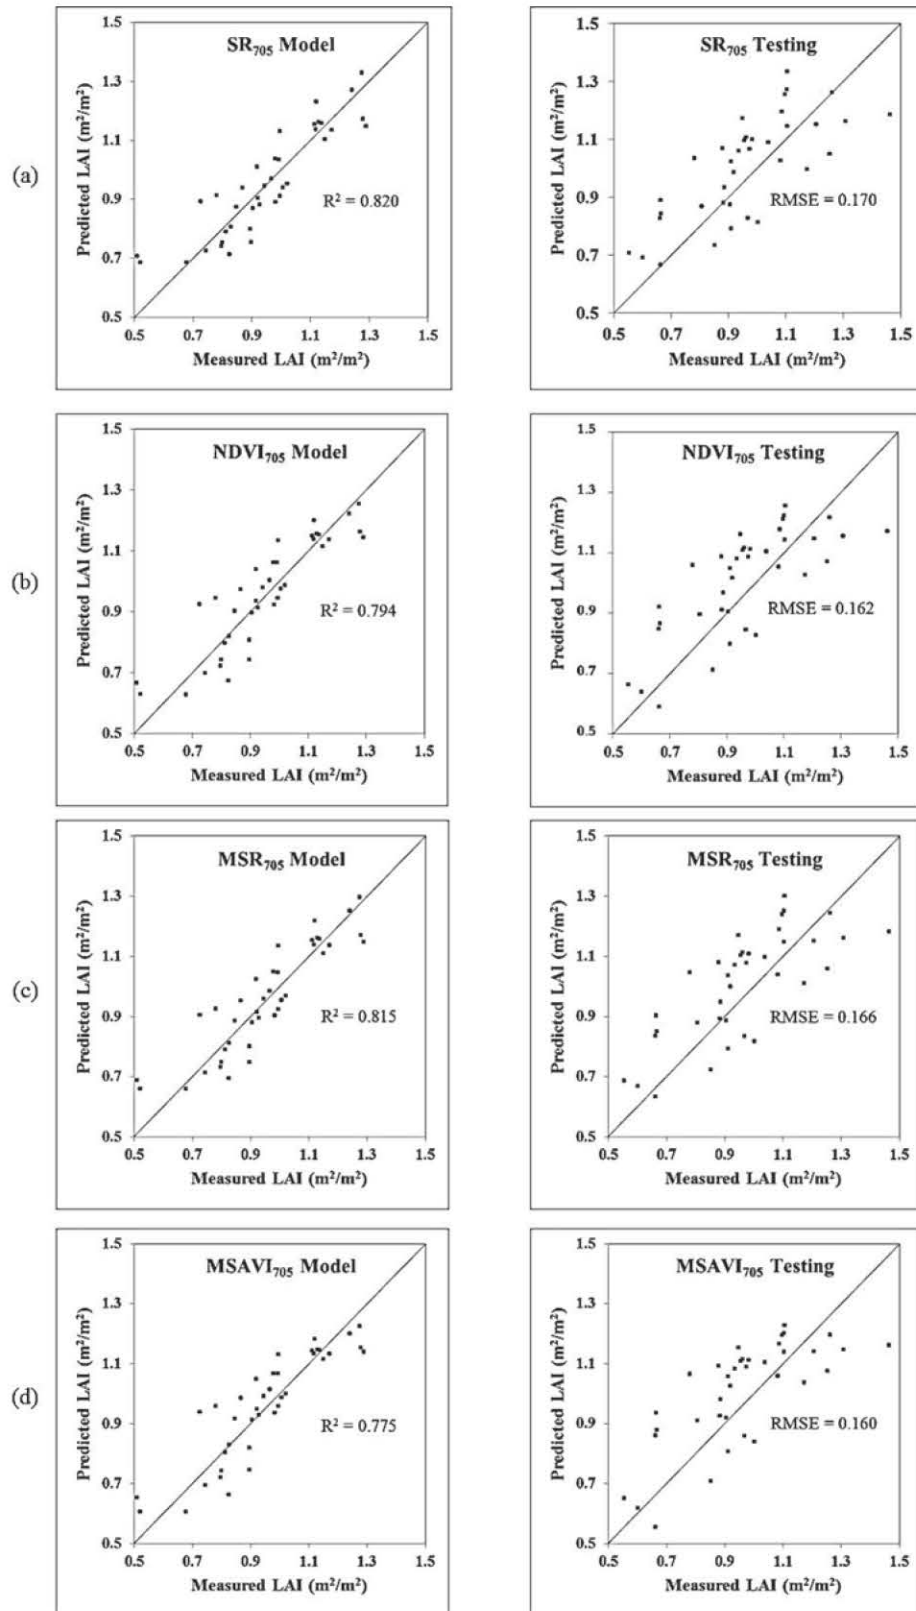 (a)
SR705 Model
Predicted LAI (m²/m²)
1.5
1.3
1.1
0.9
0.7
0.5
R² = 0.820
0.5 0.7 0.9 1.1 1.3 1.5
Measured LAI (m²/m²)
SR705 Testing
Predicted LAI (m²/m²)
1.5
1.3
1.1
0.9
0.7
0.5
RMSE = 0.170
0.5 0.7 0.9 1.1 1.3 1.5
Measured LAI (m²/m²)
(b)
NDVI705 Model
Predicted LAI (m²/m²)
1.5
1.3
1.1
0.9
0.7
0.5
R² = 0.794
0.5 0.7 0.9 1.1 1.3 1.5
Measured LAI (m²/m²)
NDVI705 Testing
Predicted LAI (m²/m²)
1.5
1.3
1.1
0.9
0.7
0.5
RMSE = 0.162
0.5 0.7 0.9 1.1 1.3 1.5
Measured LAI (m²/m²)
(c)
MSR705 Model
Predicted LAI (m²/m²)
1.5
1.3
1.1
0.9
0.7
0.5
R² = 0.815
0.5 0.7 0.9 1.1 1.3 1.5
Measured LAI (m²/m²)
MSR705 Testing
Predicted LAI (m²/m²)
1.5
1.3
1.1
0.9
0.7
0.5
RMSE = 0.166
0.5 0.7 0.9 1.1 1.3 1.5
Measured LAI (m²/m²)
(d)
MSAVI705 Model
Predicted LAI (m²/m²)
1.5
1.3
1.1
0.9
0.7
0.5
R² = 0.775
0.5 0.7 0.9 1.1 1.3 1.5
Measured LAI (m²/m²)
MSAVI705 Testing
Predicted LAI (m²/m²)
1.5
1.3
1.1
0.9
0.7
0.5
RMSE = 0.160
0.5 0.7 0.9 1.1 1.3 1.5
Measured LAI (m²/m²)